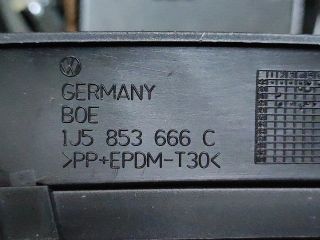 GERMANY
BOE
1J5 853 666 C
>PP+EPDM-T30<